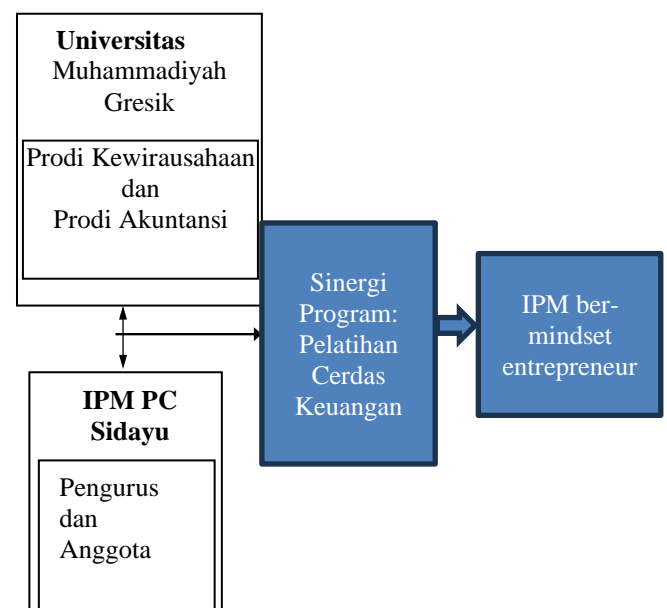 Universitas
Muhammadiyah
Gresik
Prodi Kewirausahaan
dan
Prodi Akuntansi
Sinergi
Program:
Pelatihan
Cerdas
Keuangan
IPM ber-
mindset
entrepreneur
IPM PC
Sidayu
Pengurus
dan
Anggota